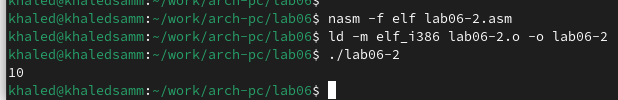 khaled@khaledsamm:~/work/arch-pc/lab06$ nasm -f elf lab06-2.asm
khaled@khaledsamm:~/work/arch-pc/lab06$ ld -m elf_i386 lab06-2.o -o lab06-2
khaled@khaledsamm:~/work/arch-pc/lab06$ ./lab06-2
10
khaled@khaledsamm:~/work/arch-pc/lab06$